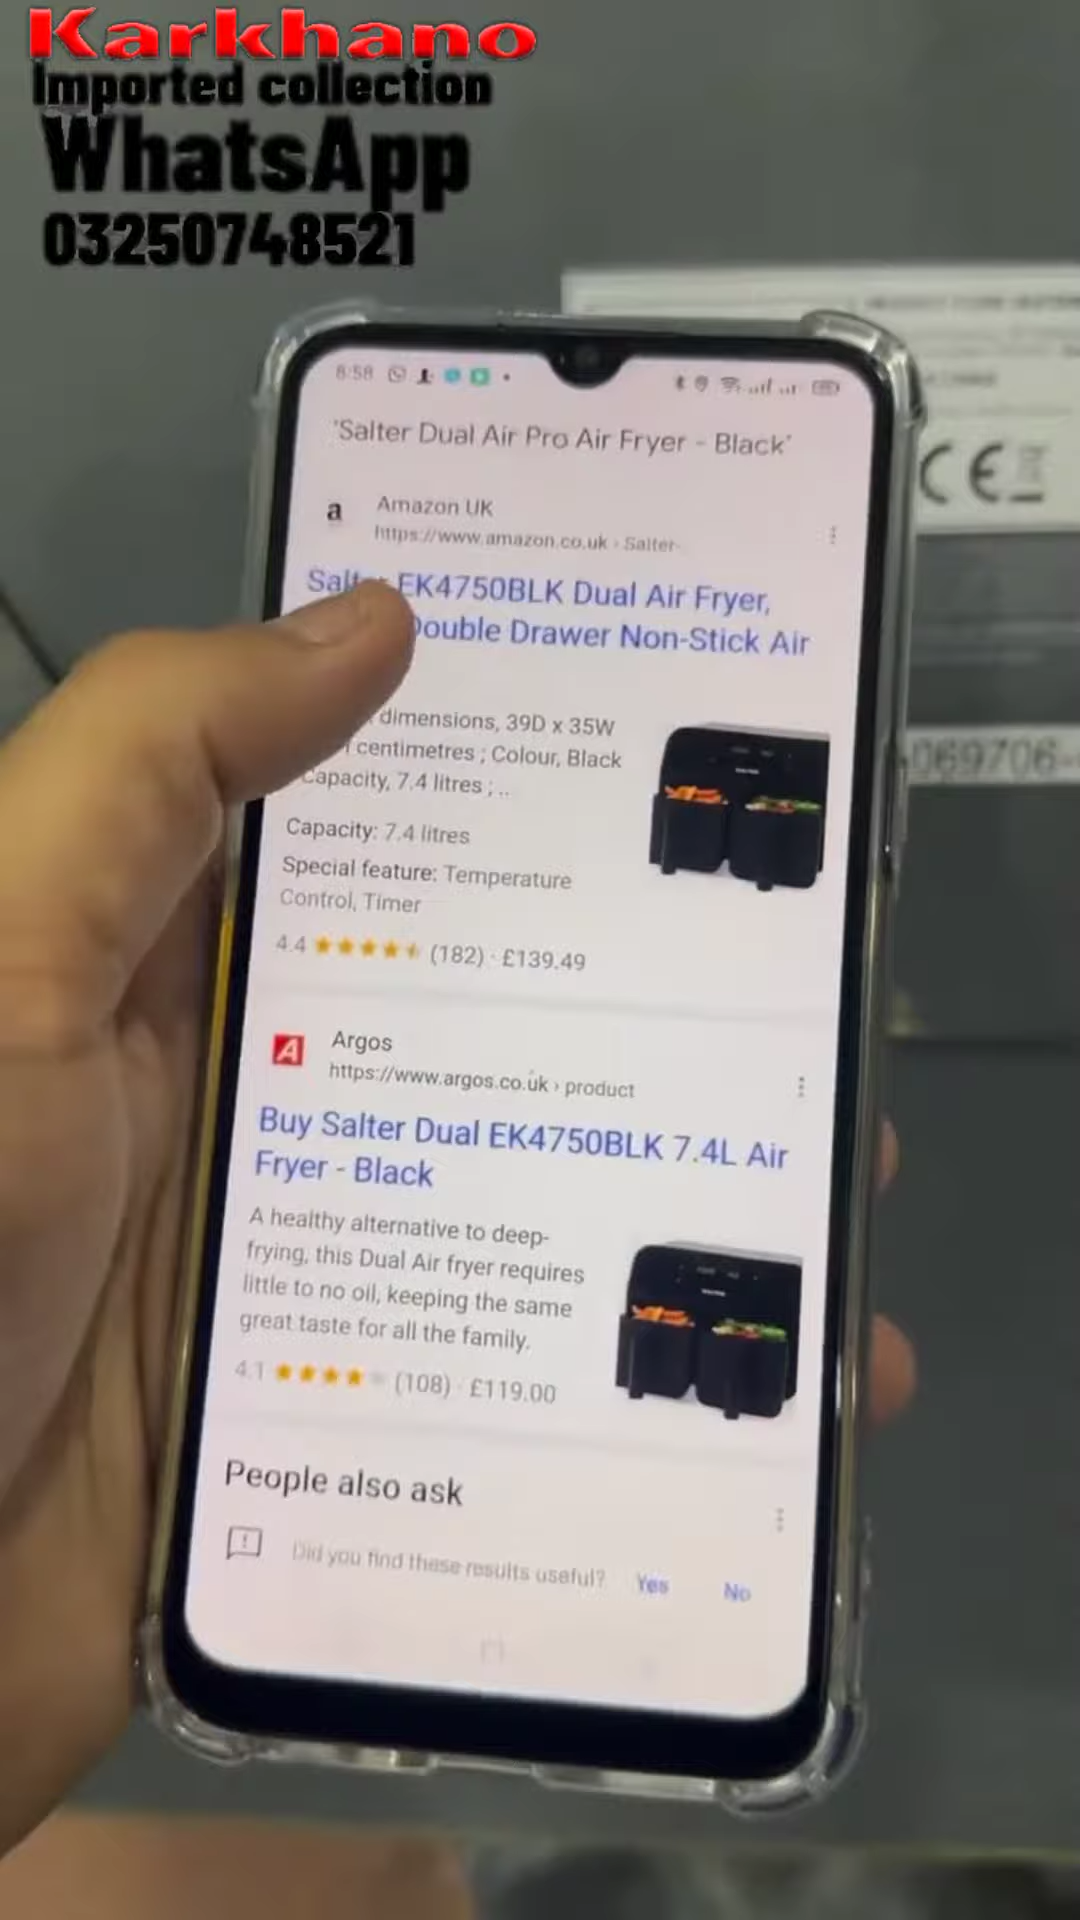 Karkhano
Imported collection
WhatsApp
03250748521
8:58
'Salter Dual Air Pro Air Fryer - Black'
a
Amazon UK
https://www.amazon.co.uk › Salter-
Salter EK4750BLK Dual Air Fryer,
Double Drawer Non-Stick Air
dimensions, 39D x 35W
centimetres ; Colour, Black
Capacity, 7.4 litres ; ..
Capacity: 7.4 litres
Special feature: Temperature
Control, Timer
4.4 (182) · £139.49
A
Argos
https://www.argos.co.uk › product
Buy Salter Dual EK4750BLK 7.4L Air
Fryer - Black
A healthy alternative to deep-
frying, this Dual Air fryer requires
little to no oil, keeping the same
great taste for all the family.
4.1 (108) · £119.00
People also ask
Did you find these results useful? Yes No
CE
069706-